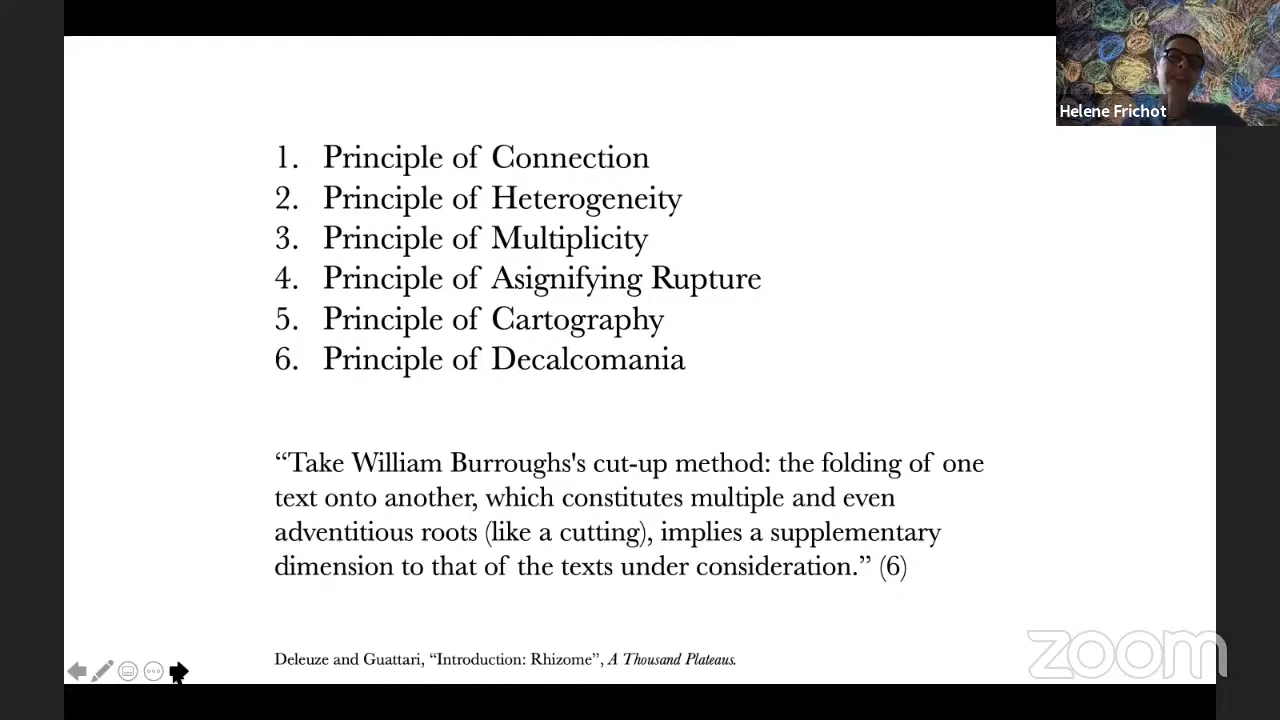 Helene Frichot
1. Principle of Connection
2. Principle of Heterogeneity
3. Principle of Multiplicity
4. Principle of Asignifying Rupture
5. Principle of Cartography
6. Principle of Decalcomania
“Take William Burroughs's cut-up method: the folding of one
text onto another, which constitutes multiple and even
adventitious roots (like a cutting), implies a supplementary
dimension to that of the texts under consideration.” (6)
Deleuze and Guattari, “Introduction: Rhizome”, A Thousand Plateaus.
zoom